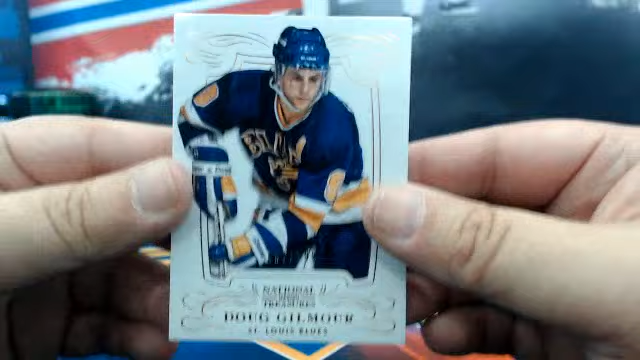 NATIONAL
TREASURES
DOUG GILMOUR
ST. LOUIS BLUES